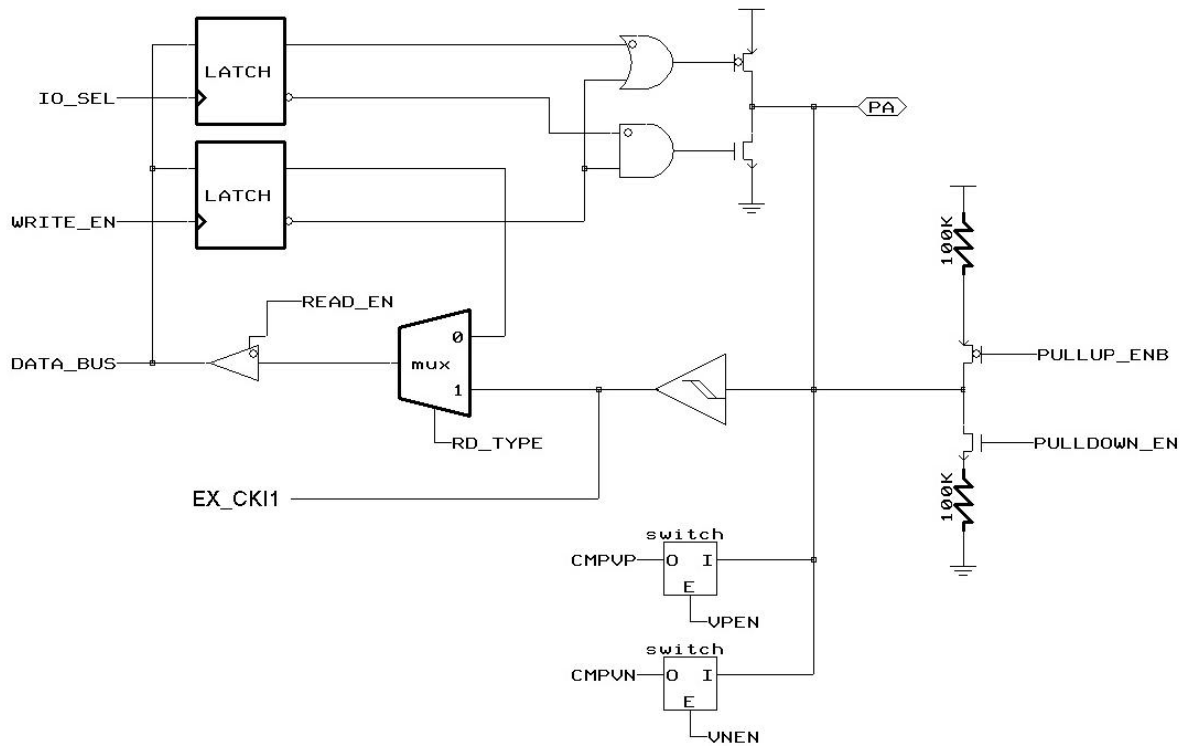 LATCH
IO_SEL
PA
LATCH
WRITE_EN
100K
READ_EN
0
DATA_BUS
mux
PULLUP_ENB
1
RD_TYPE
PULLDOWN_EN
EX_CKI1
100K
switch
CMPVP
O I
E
VPEN
switch
CMPVN
O I
E
VNEN